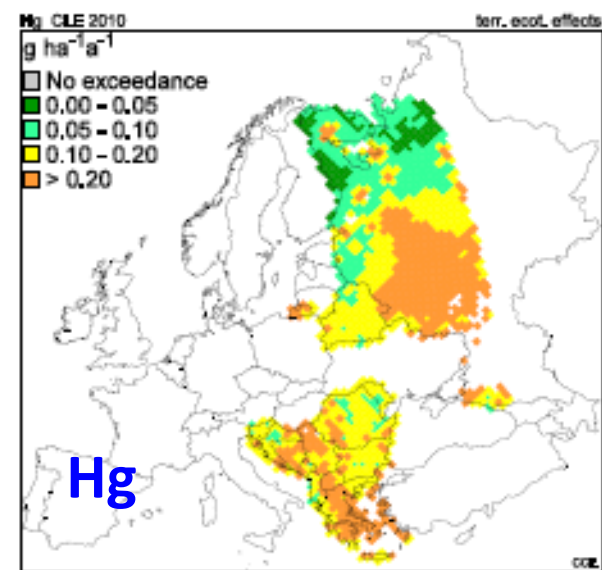 Hg CILE 2010 terr. ecot. effects
g ha⁻¹a⁻¹
No exceedance
0.00 - 0.05
0.05 - 0.10
0.10 - 0.20
> 0.20
Hg
CCE